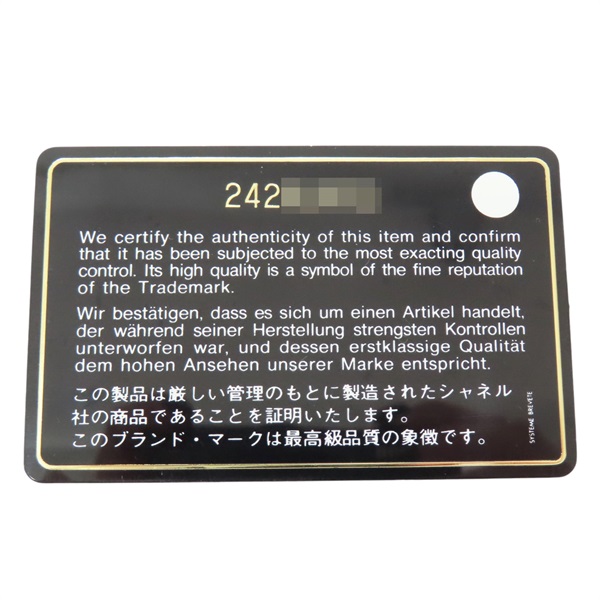 242
We certify the authenticity of this item and confirm
that it has been subjected to the most exacting quality
control. Its high quality is a symbol of the fine reputation
of the Trademark.
Wir bestätigen, dass es sich um einen Artikel handelt,
der während seiner Herstellung strengsten Kontrollen
unterworfen war, und dessen erstklassige Qualität
dem hohen Ansehen unserer Marke entspricht.
この製品は厳しい管理のもとに製造されたシャネル
社の商品であることを証明いたします。
このブランド・マークは最高級品質の象徴です。
SYSTEME BREVETE